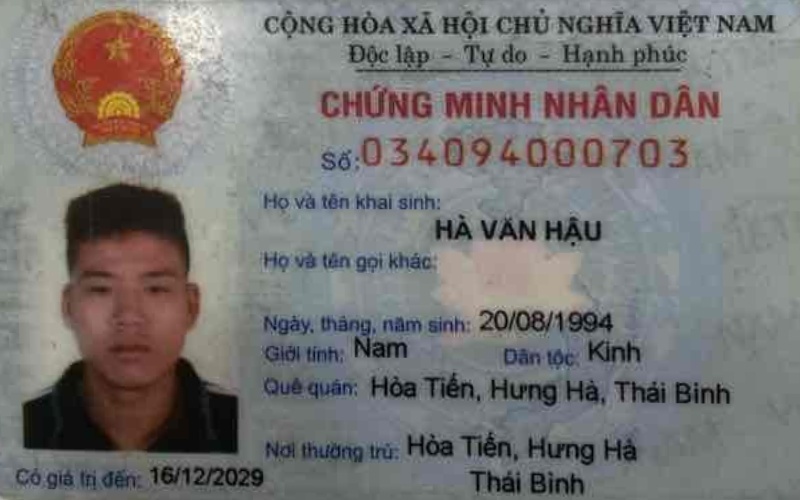 CỘNG HÒA XÃ HỘI CHỦ NGHĨA VIỆT NAM
Độc lập - Tự do - Hạnh phúc
CHỨNG MINH NHÂN DÂN
Số: 034094000703
Họ và tên khai sinh:
HÀ VĂN HẬU
Họ và tên gọi khác:
Ngày, tháng, năm sinh: 20/08/1994
Giới tính: Nam Dân tộc: Kinh
Quê quán: Hòa Tiến, Hưng Hà, Thái Bình
Nơi thường trú: Hòa Tiến, Hưng Hà
Thái Bình
Có giá trị đến: 16/12/2029